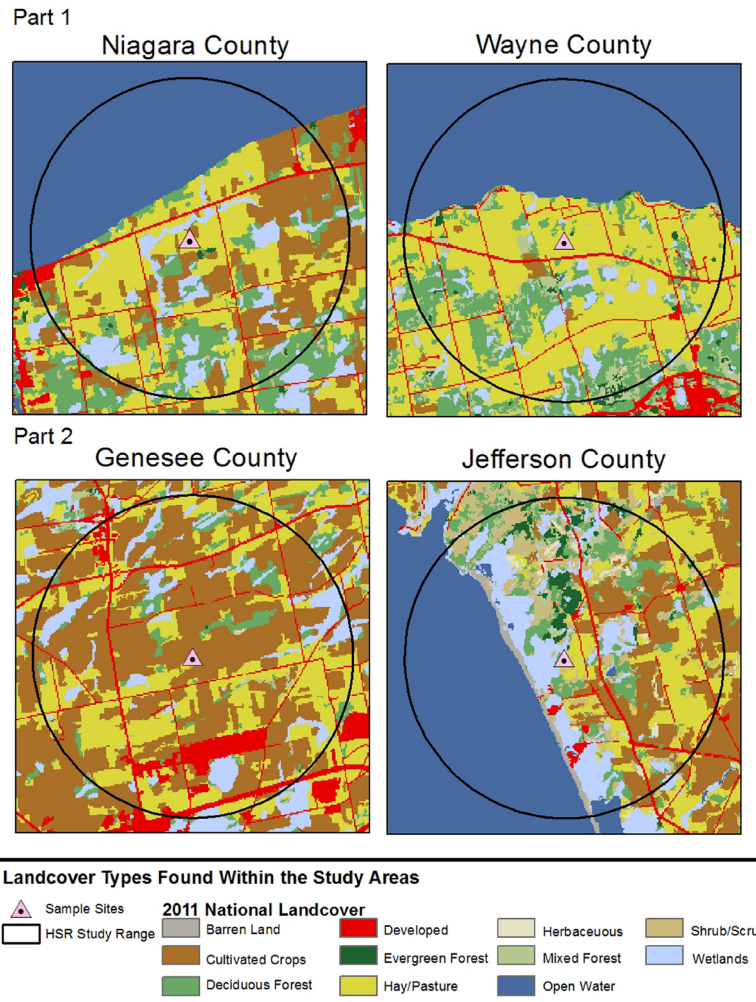 Part 1
Niagara County
Wayne County
Part 2
Genesee County
Jefferson County
Landcover Types Found Within the Study Areas
Sample Sites
HSR Study Range
2011 National Landcover
Barren Land
Developed
Herbaceuous
Shrub/Scru
Cultivated Crops
Evergreen Forest
Mixed Forest
Wetlands
Deciduous Forest
Hay/Pasture
Open Water